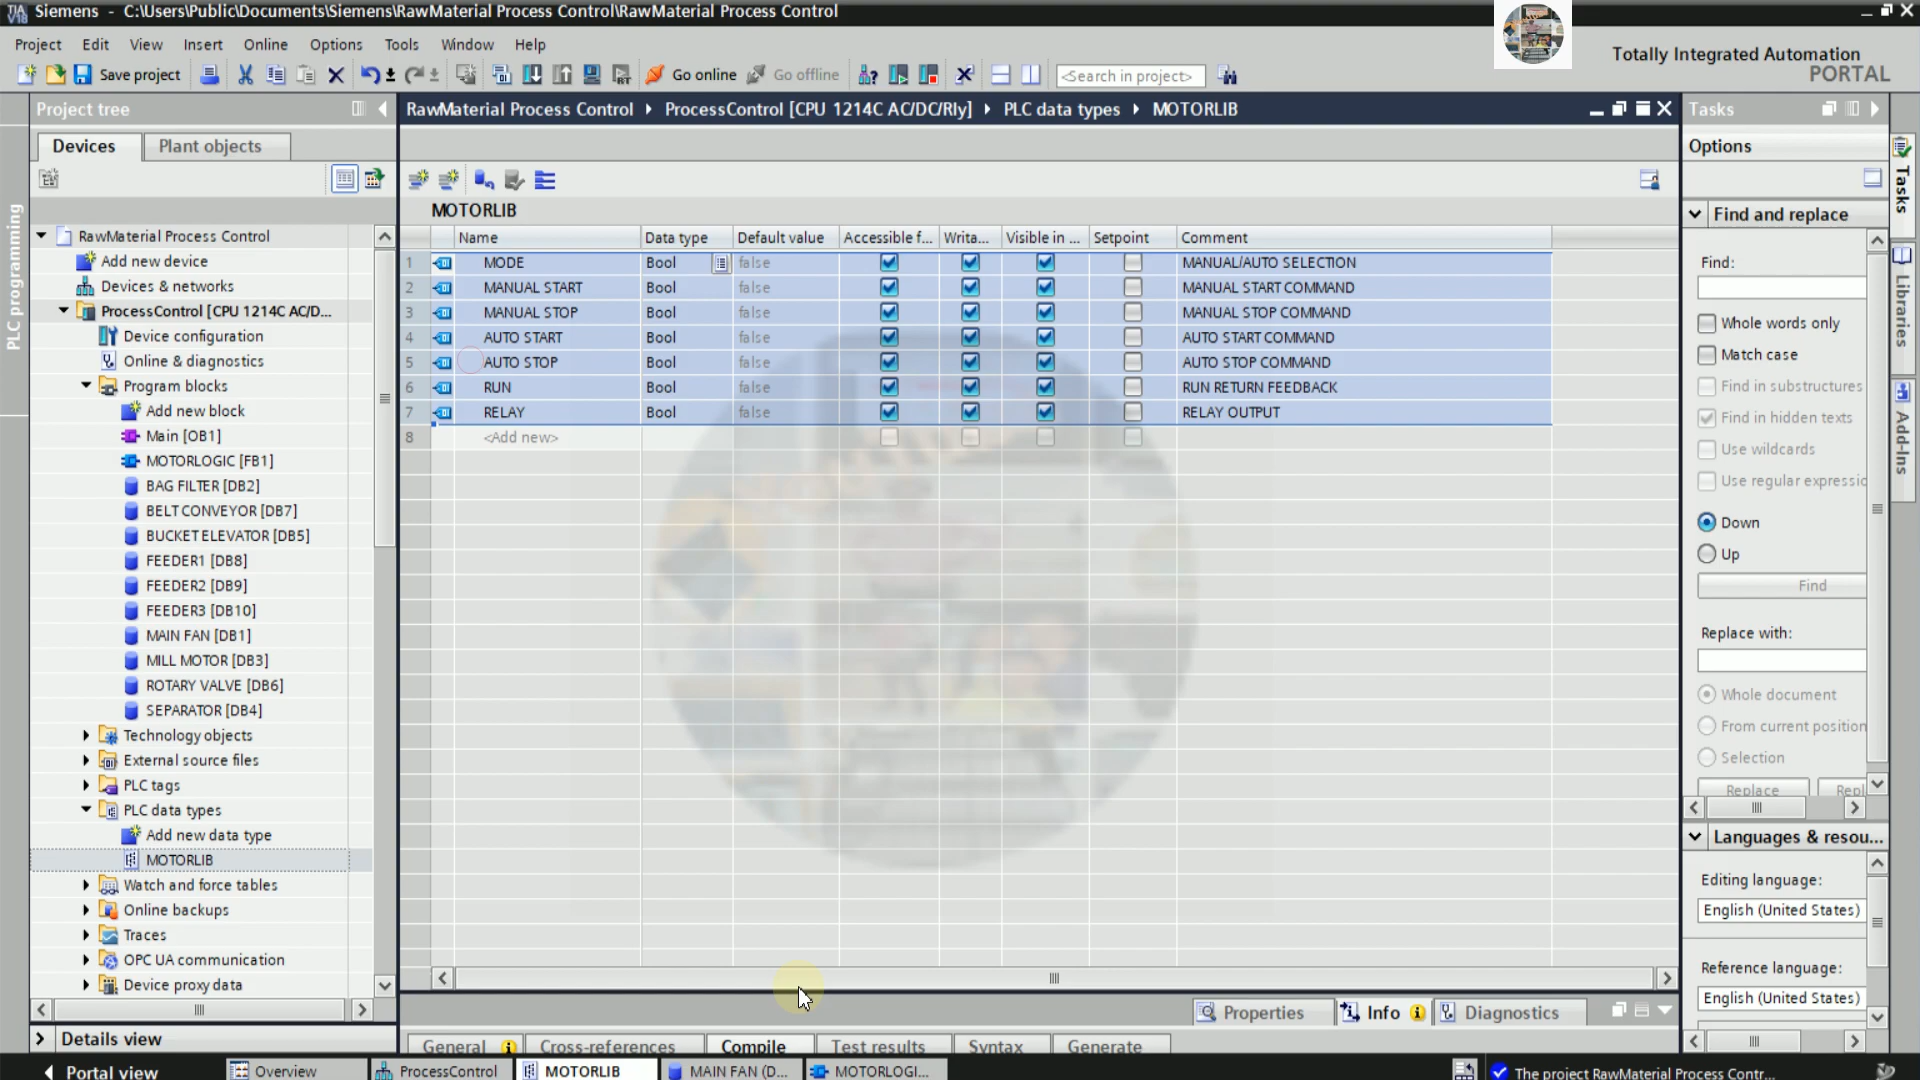 Siemens - C:\Users\Public\Documents\Siemens\RawMaterial Process Control\RawMaterial Process Control
Project Edit View Insert Online Options Tools Window Help
Totally Integrated Automation
PORTAL
Save project
Go online
Go offline
<Search in project>
Project tree
RawMaterial Process Control ▸ ProcessControl [CPU 1214C AC/DC/Rly] ▸ PLC data types ▸ MOTORLIB
Tasks
Devices
Plant objects
Options
PLC programming
MOTORLIB
Name Data type Default value Accessible f... Writa... Visible in ... Setpoint Comment
1 MODE Bool false MANUAL/AUTO SELECTION
2 MANUAL START Bool false MANUAL START COMMAND
3 MANUAL STOP Bool false MANUAL STOP COMMAND
4 AUTO START Bool false AUTO START COMMAND
5 AUTO STOP Bool false AUTO STOP COMMAND
6 RUN Bool false RUN RETURN FEEDBACK
7 RELAY Bool false RELAY OUTPUT
8 <Add new>
RawMaterial Process Control
Add new device
Devices & networks
ProcessControl [CPU 1214C AC/D...
Device configuration
Online & diagnostics
Program blocks
Add new block
Main [OB1]
MOTORLOGIC [FB1]
BAG FILTER [DB2]
BELT CONVEYOR [DB7]
BUCKET ELEVATOR [DB5]
FEEDER1 [DB8]
FEEDER2 [DB9]
FEEDER3 [DB10]
MAIN FAN [DB1]
MILL MOTOR [DB3]
ROTARY VALVE [DB6]
SEPARATOR [DB4]
Technology objects
External source files
PLC tags
PLC data types
Add new data type
MOTORLIB
Watch and force tables
Online backups
Traces
OPC UA communication
Device proxy data
Details view
Find and replace
Find:
Whole words only
Match case
Find in substructures
Find in hidden texts
Use wildcards
Use regular expressic
Down
Up
Find
Replace with:
Whole document
From current position
Selection
Replace
Repl
Languages & resou...
Editing language:
English (United States)
Reference language:
English (United States)
Tasks
Libraries
Add-Ins
Properties
Info
Diagnostics
General
Cross-references
Compile
Test results
Syntax
Generate
Portal view
Overview
ProcessControl
MOTORLIB
MAIN FAN (D...
MOTORLOGI...
The project RawMaterial Process Contr...